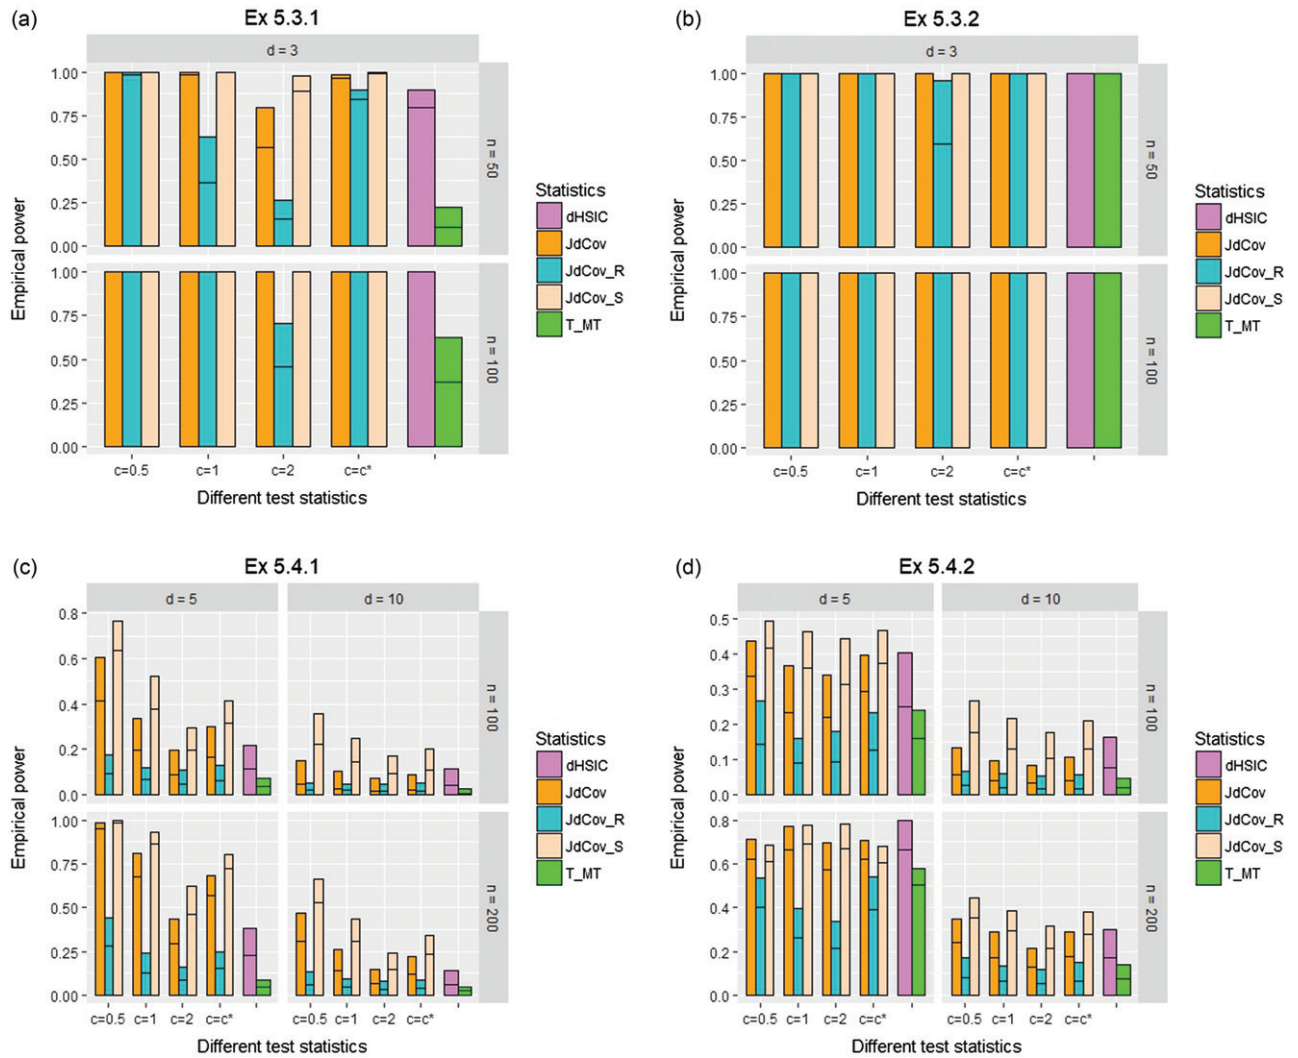 (a)
Ex 5.3.1
d = 3
1.00
0.75
0.50
0.25
0.00
n = 50
1.00
0.75
0.50
0.25
0.00
n = 100
Empirical power
Empirical power
c=0.5 c=1 c=2 c=c*
Different test statistics
Statistics
dHSIC
JdCov
JdCov_R
JdCov_S
T_MT
(b)
Ex 5.3.2
d = 3
1.00
0.75
0.50
0.25
0.00
n = 50
1.00
0.75
0.50
0.25
0.00
n = 100
Empirical power
Empirical power
c=0.5 c=1 c=2 c=c*
Different test statistics
Statistics
dHSIC
JdCov
JdCov_R
JdCov_S
T_MT
(c)
Ex 5.4.1
d = 5 d = 10
0.8
0.6
0.4
0.2
0.0
n = 100
1.00
0.75
0.50
0.25
0.00
n = 200
Empirical power
Empirical power
c=0.5 c=1 c=2 c=c* c=0.5 c=1 c=2 c=c*
Different test statistics
Statistics
dHSIC
JdCov
JdCov_R
JdCov_S
T_MT
(d)
Ex 5.4.2
d = 5 d = 10
0.5
0.4
0.3
0.2
0.1
0.0
n = 100
0.8
0.6
0.4
0.2
0.0
n = 200
Empirical power
Empirical power
c=0.5 c=1 c=2 c=c* c=0.5 c=1 c=2 c=c*
Different test statistics
Statistics
dHSIC
JdCov
JdCov_R
JdCov_S
T_MT